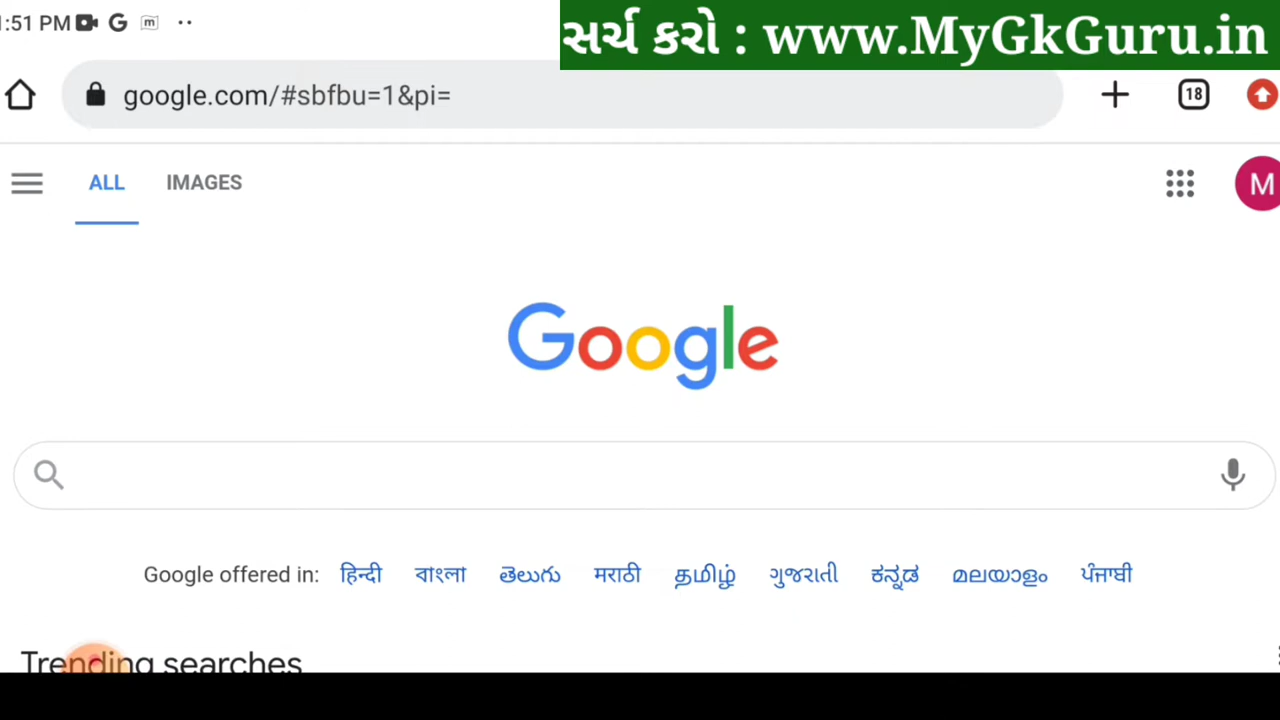 :51 PM
સર્ચ કરો : www.MyGkGuru.in
google.com/#sbfbu=1&pi=
18
ALL IMAGES
M
Google
Google offered in: हिन्दी বাংলা తెలుగు मराठी தமிழ் ગુજરાતી ಕನ್ನಡ മലയാളം ਪੰਜਾਬੀ
Trending searches